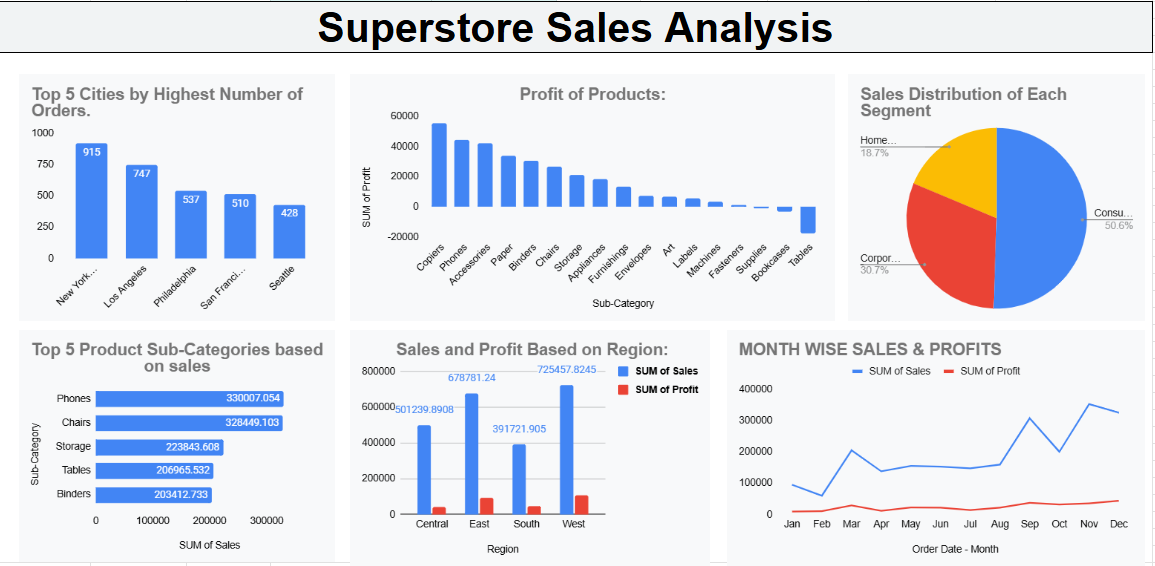 Superstore Sales Analysis
Top 5 Cities by Highest Number of
Orders.
1000
750
500
250
0
915
747
537
510
428
New York...
Los Angeles
Philadelphia
San Franci...
Seattle
Profit of Products:
SUM of Profit
60000
40000
20000
0
-20000
Copiers
Phones
Accessories
Paper
Binders
Chairs
Storage
Appliances
Furnishings
Envelopes
Art
Labels
Machines
Fasteners
Supplies
Bookcases
Tables
Sub-Category
Sales Distribution of Each
Segment
Home...
18.7%
Consu...
50.6%
Corpor...
30.7%
Top 5 Product Sub-Categories based
on sales
Sub-Category
Phones 330007.054
Chairs 328449.103
Storage 223843.608
Tables 206965.532
Binders 203412.733
0 100000 200000 300000
SUM of Sales
Sales and Profit Based on Region:
SUM of Sales
SUM of Profit
800000
600000
400000
200000
0
501239.8908
678781.24
391721.905
725457.8245
Central East South West
Region
MONTH WISE SALES & PROFITS
SUM of Sales SUM of Profit
400000
300000
200000
100000
0
Jan Feb Mar Apr May Jun Jul Aug Sep Oct Nov Dec
Order Date - Month